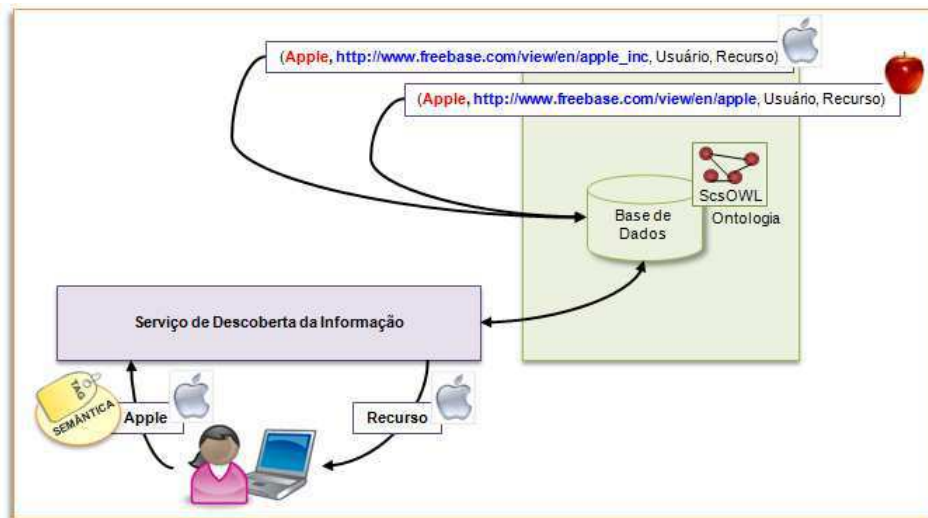 (Apple, http://www.freebase.com/view/en/apple_inc, Usuário, Recurso)
(Apple, http://www.freebase.com/view/en/apple, Usuário, Recurso)
ScsOWL
Ontologia
Base de
Dados
Serviço de Descoberta da Informação
TAG
SEMÂNTICA
Apple
Recurso